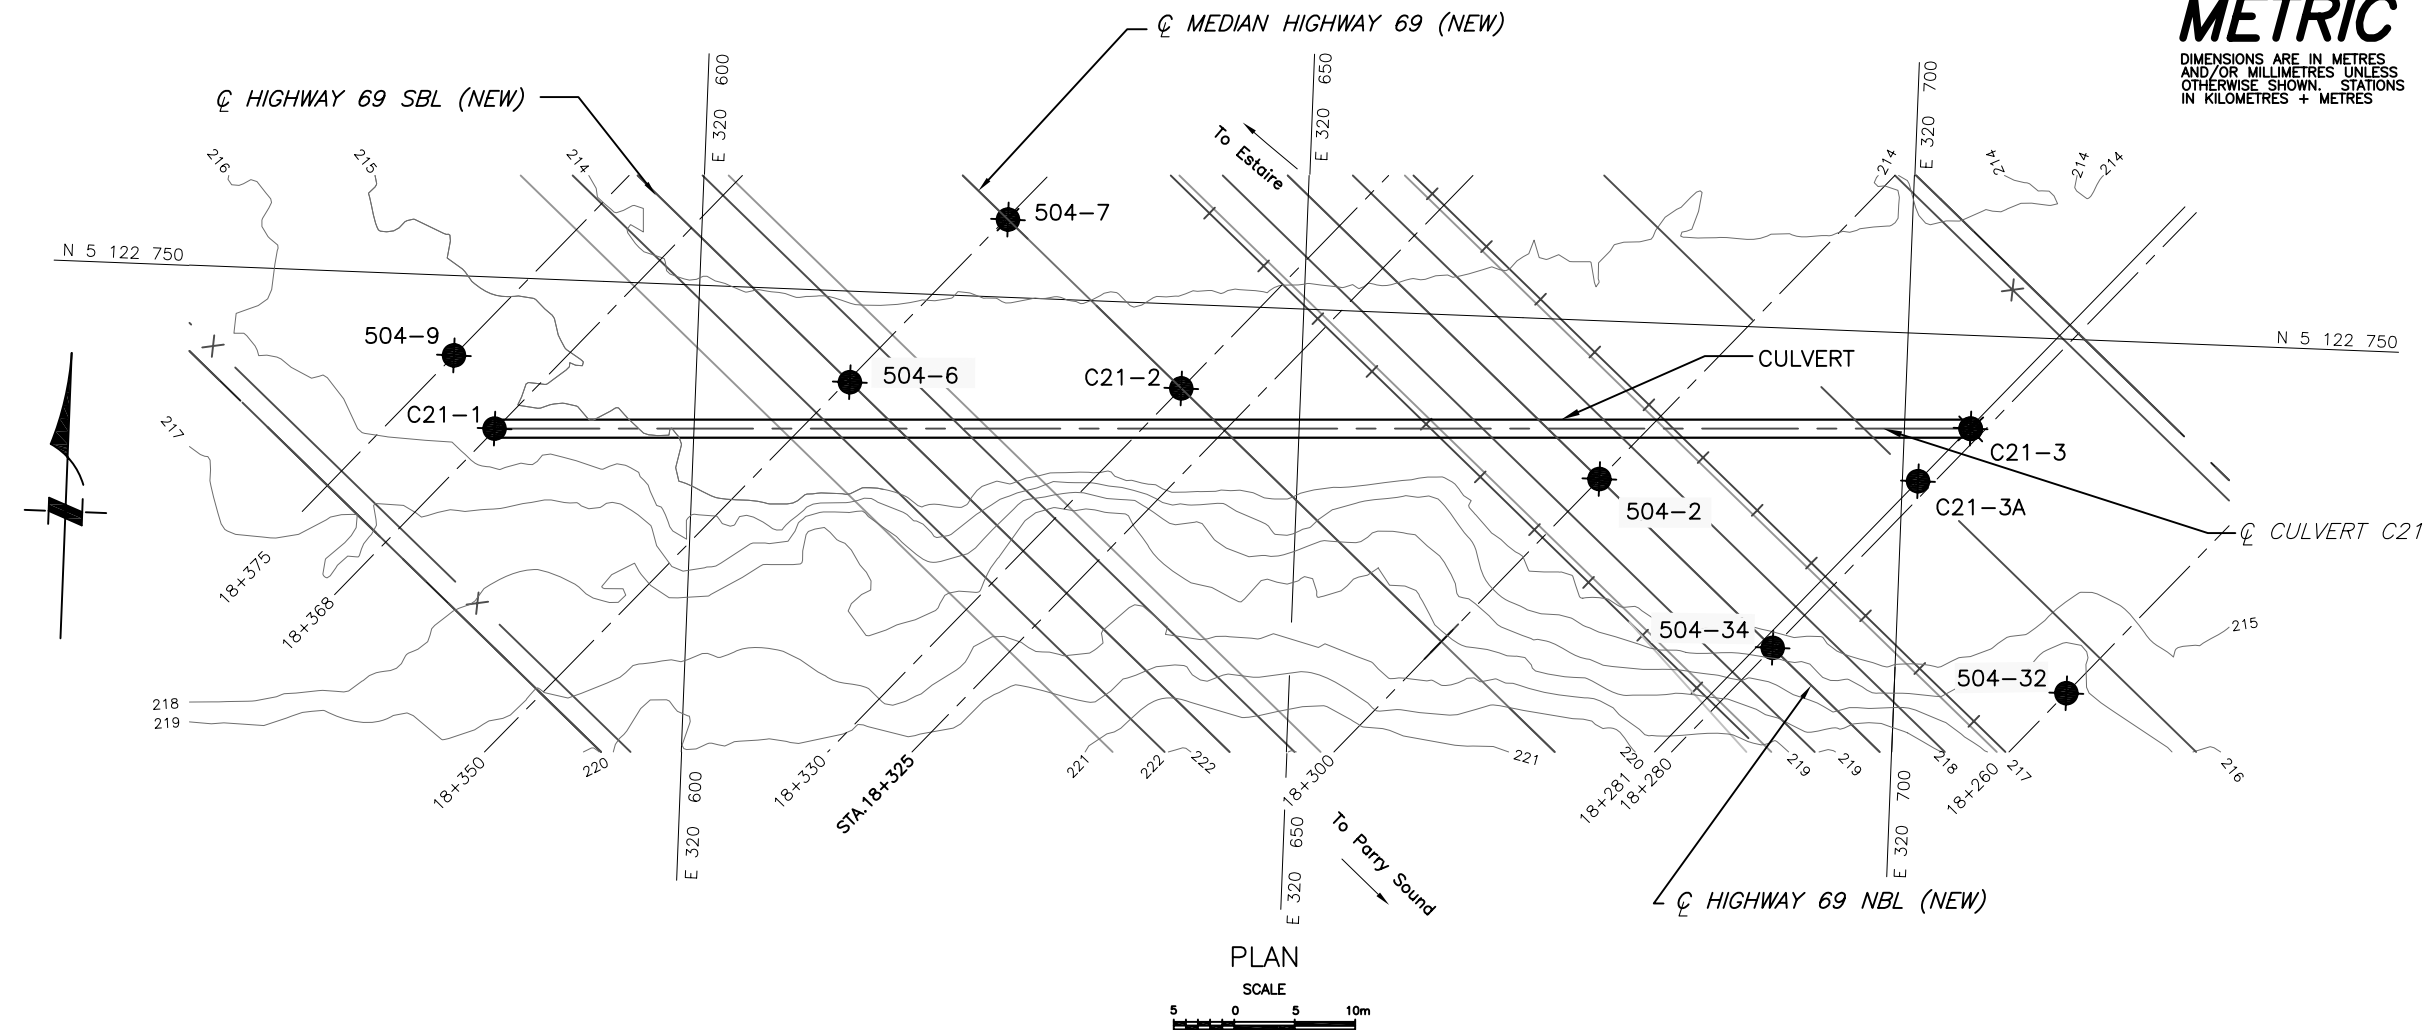 METRIC
DIMENSIONS ARE IN METRES
AND/OR MILLIMETRES UNLESS
OTHERWISE SHOWN. STATIONS
IN KILOMETRES + METRES
℄ MEDIAN HIGHWAY 69 (NEW)
℄ HIGHWAY 69 SBL (NEW)
E 320 600
E 320 650
E 320 700
To Estaire
216
215
214
214
214
214
214
N 5 122 750
N 5 122 750
504-7
504-9
504-6
C21-2
CULVERT
C21-1
217
C21-3
C21-3A
504-2
℄ CULVERT C21
18+375
18+368
504-34
504-32
215
218
219
18+350
220
18+330
STA.18+325
221
222
222
18+300
221
220
18+281
18+280
219
219
218
18+260
217
216
E 320 600
E 320 650
E 320 700
To Parry Sound
℄ HIGHWAY 69 NBL (NEW)
PLAN
SCALE
5 0 5 10m